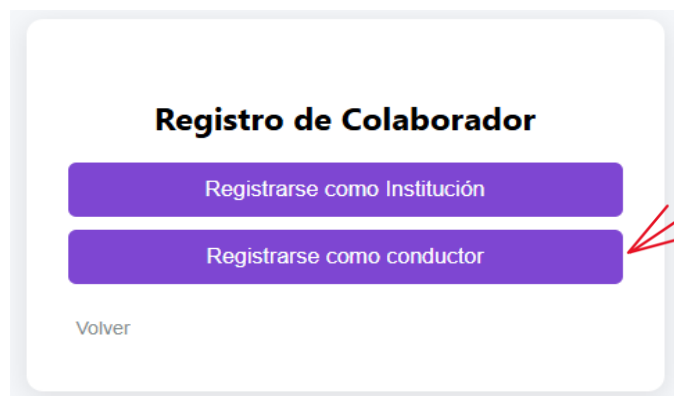 Registro de Colaborador
Registrarse como Institución
Registrarse como conductor
Volver